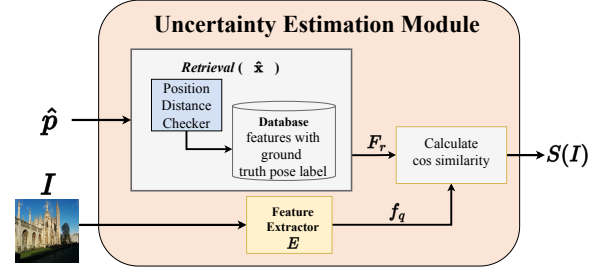 Uncertainty Estimation Module
Retrieval( x̂ )
Position
Distance
Checker
Database
features with
ground
truth pose label
p̂
F_r
Calculate
cos similarity
S(I)
I
Feature
Extractor
E
f_q